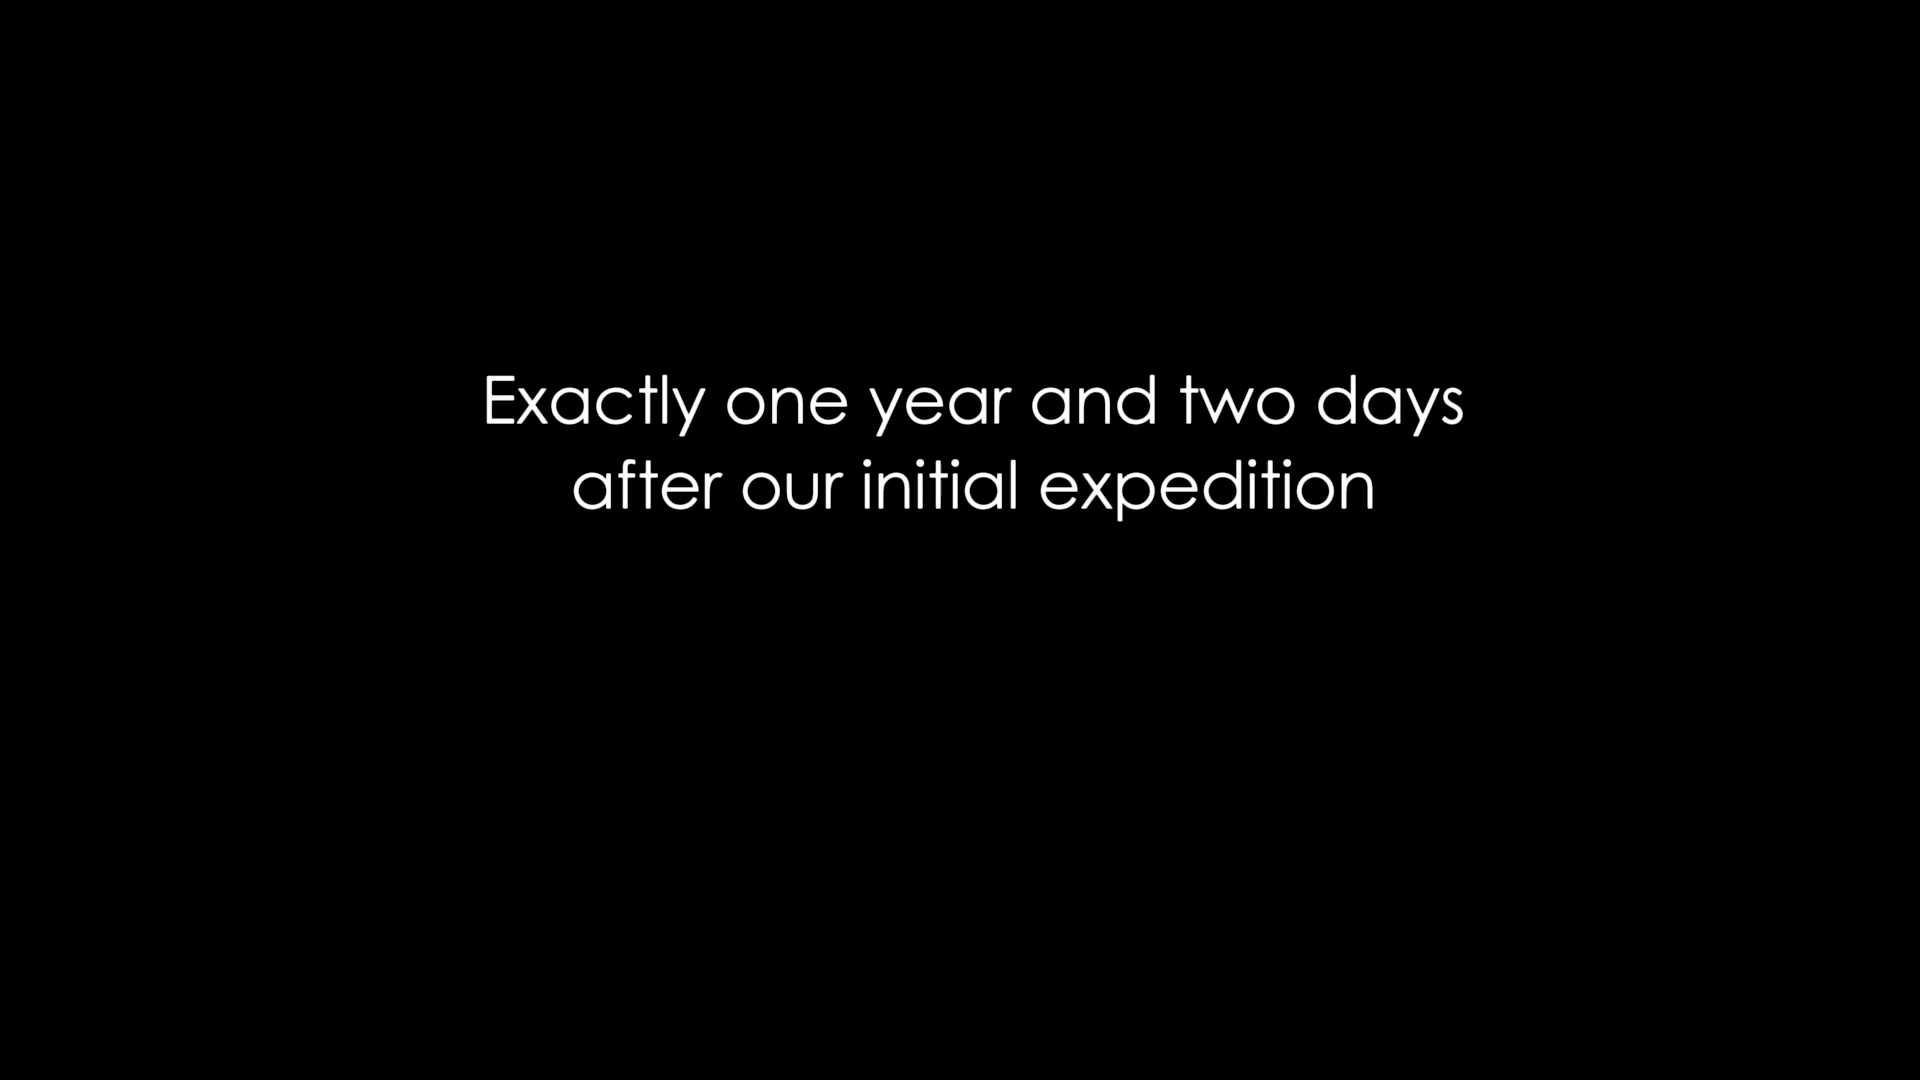 Exactly one year and two days
after our initial expedition